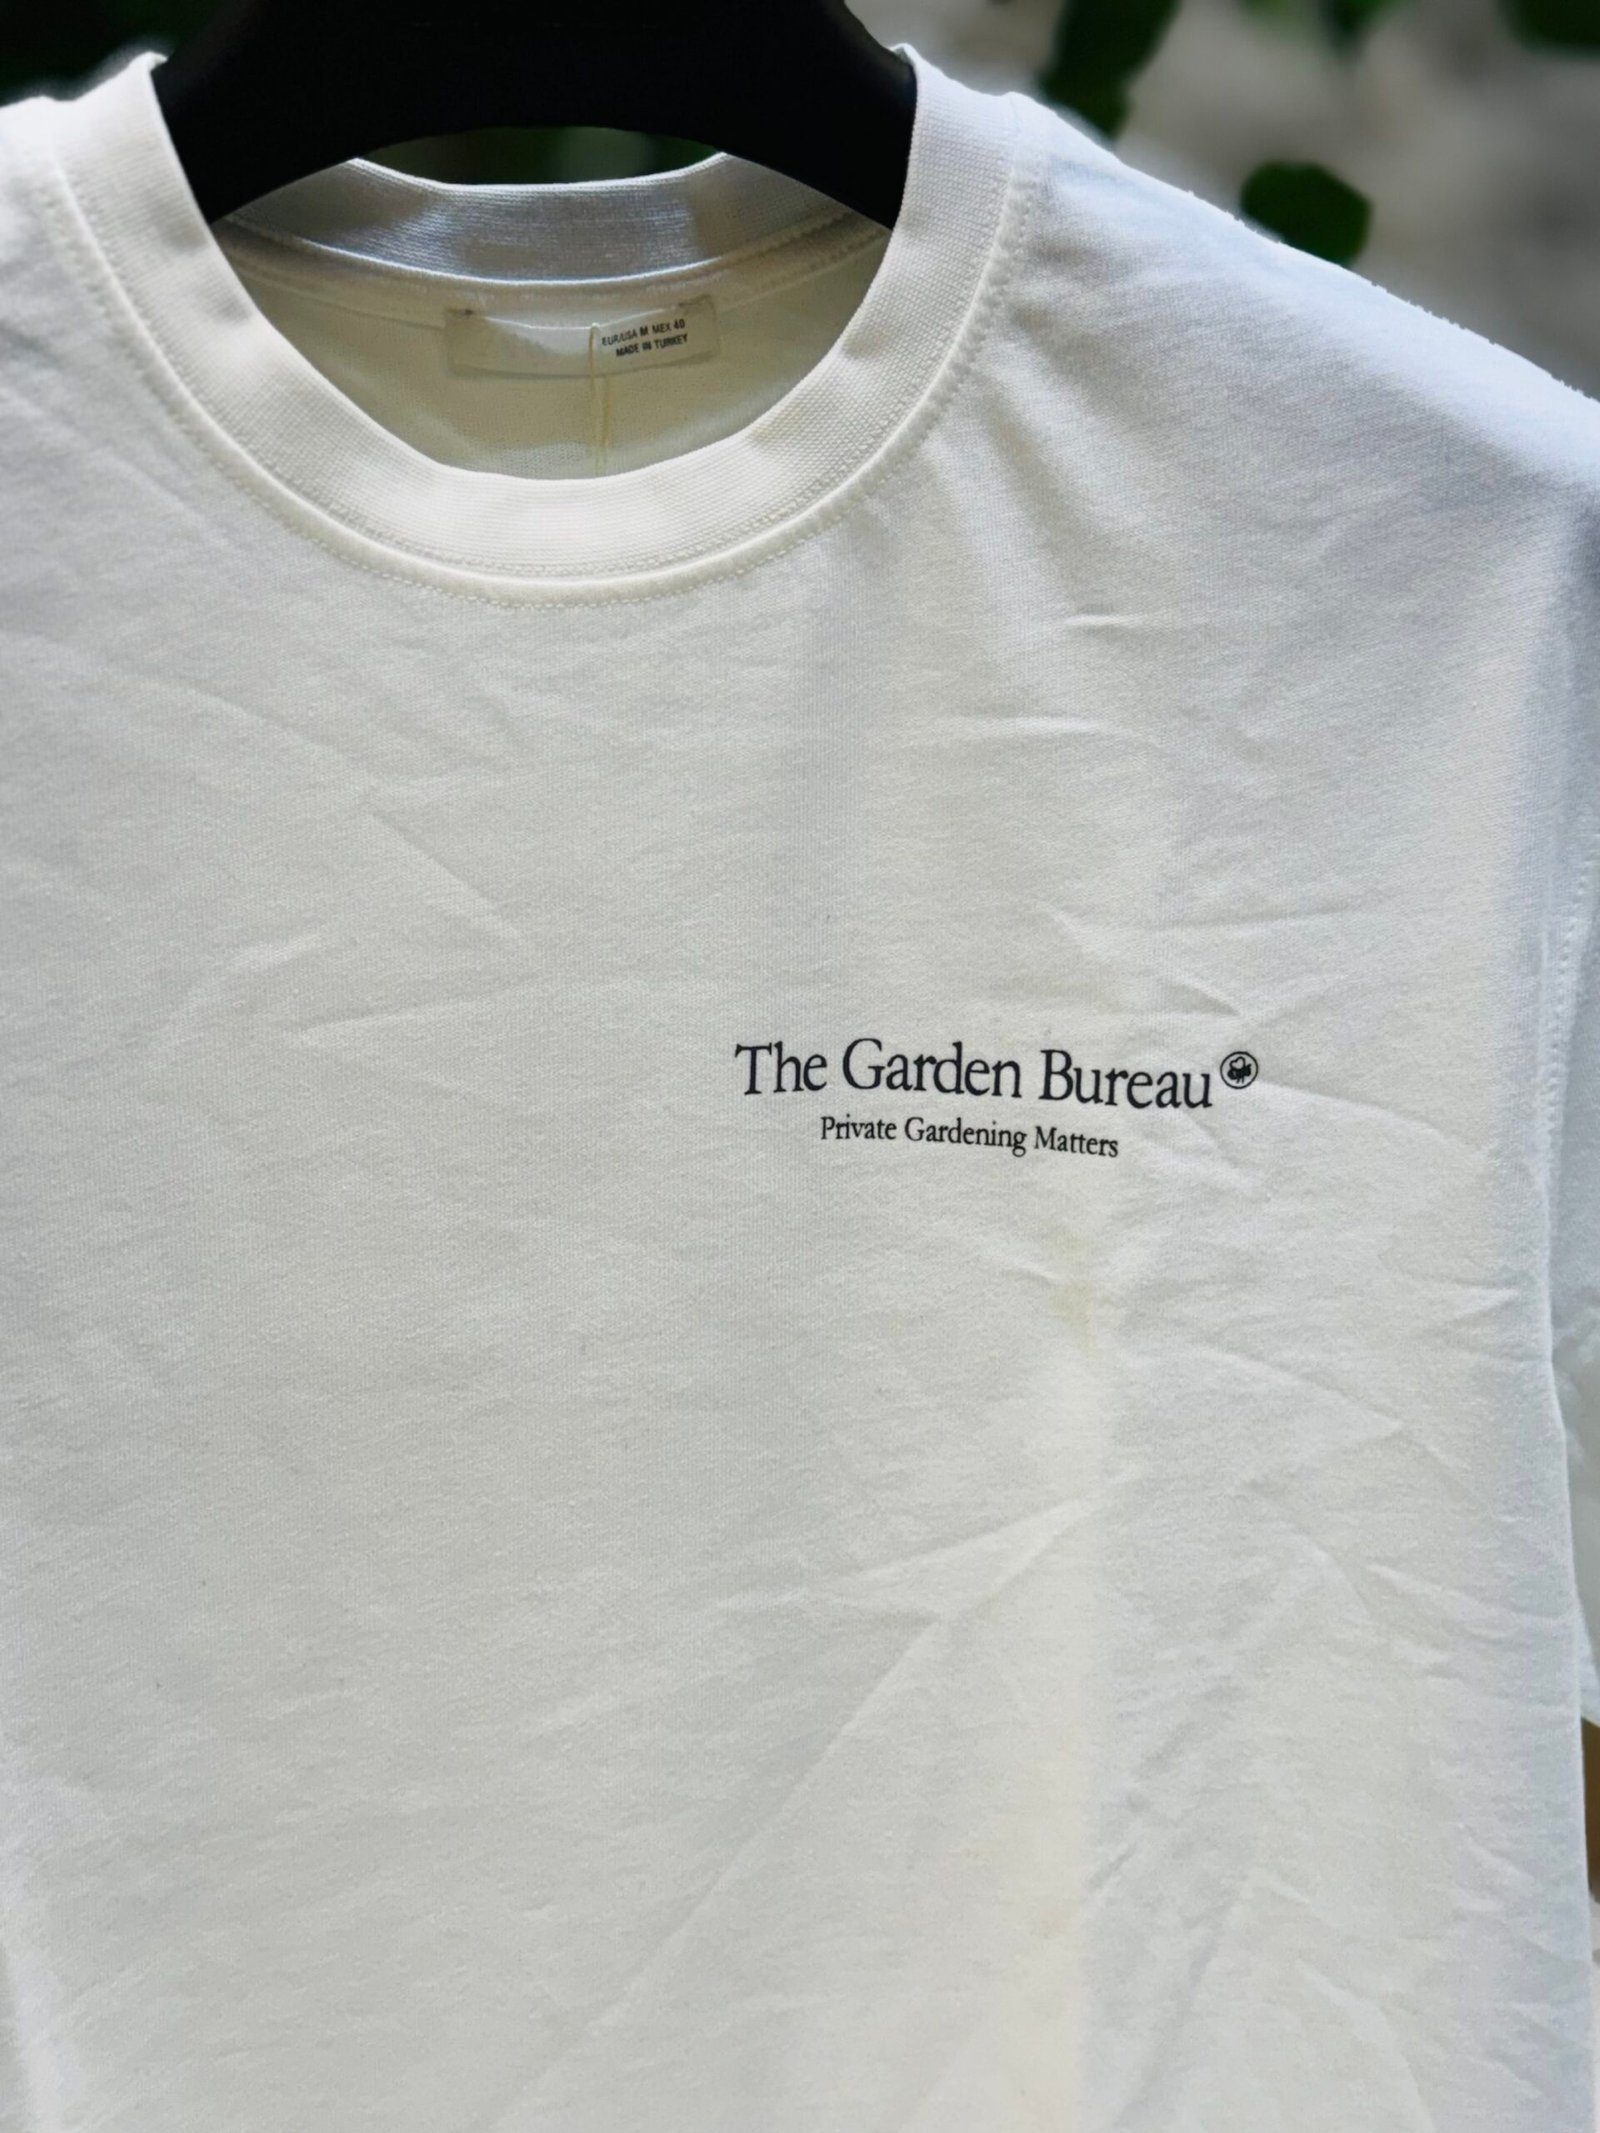 EUR/USA M MEX 40
MADE IN TURKEY
The Garden Bureau
Private Gardening Matters